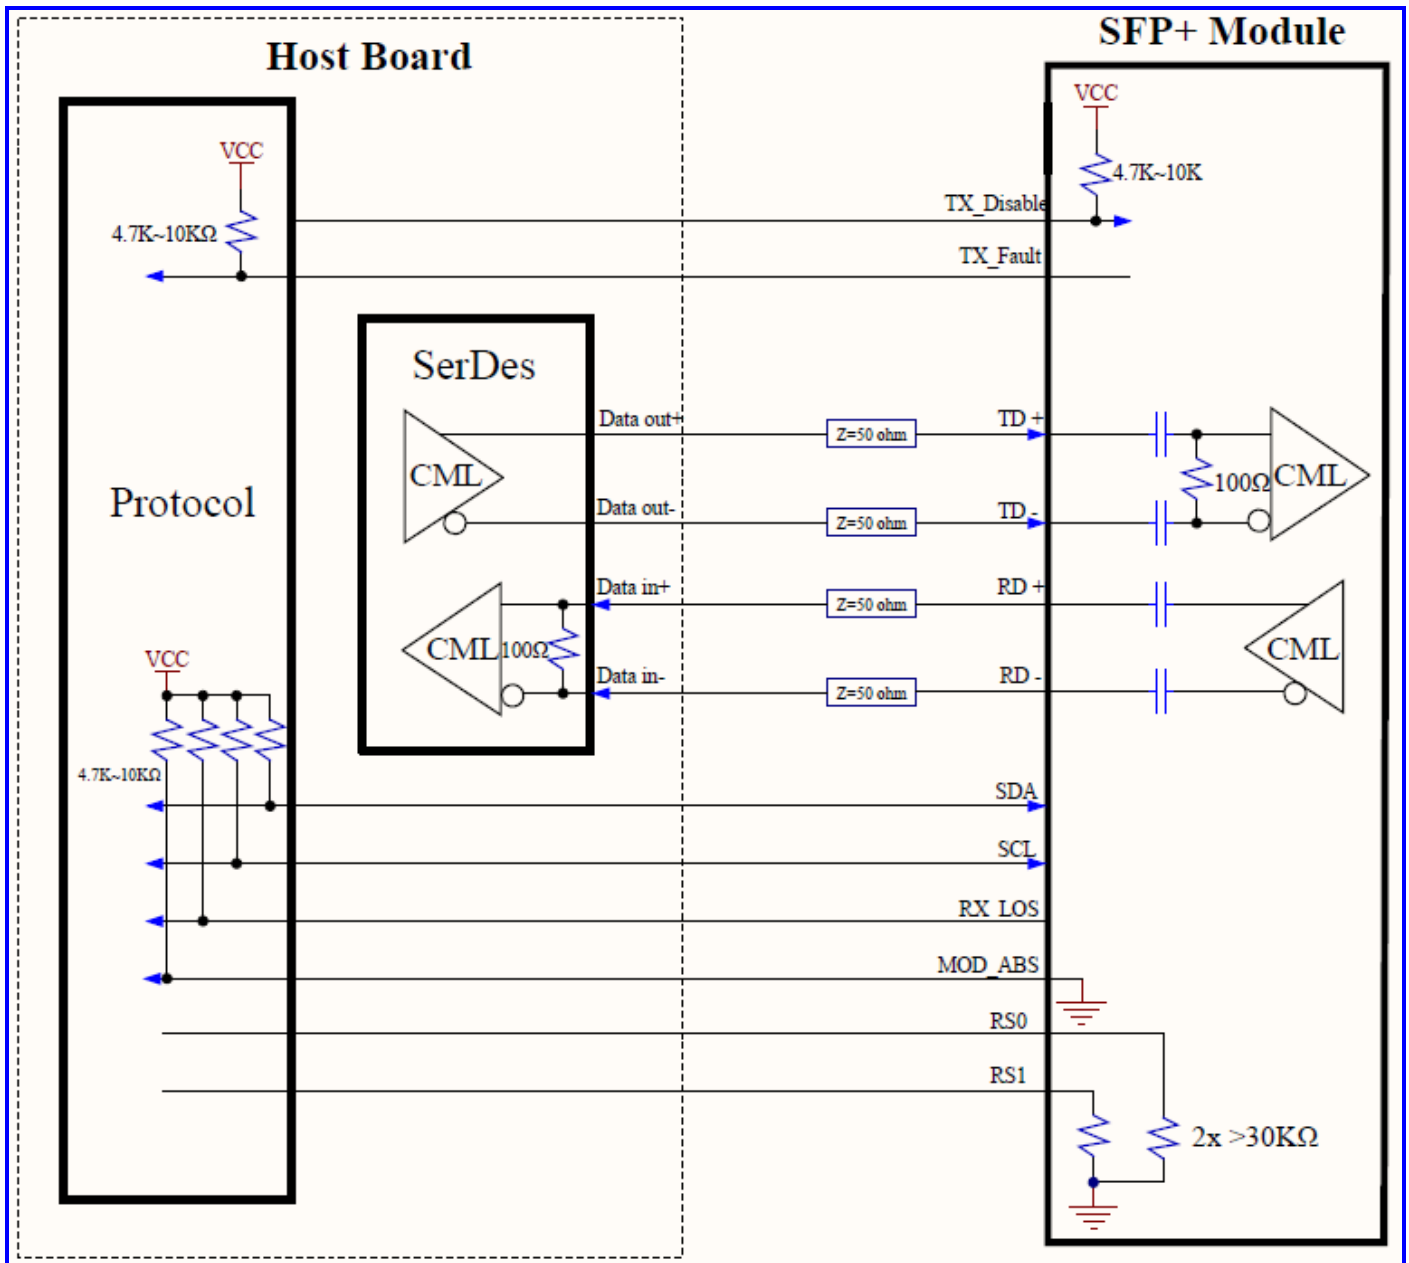 SFP+ Module
Host Board
VCC
4.7K~10K
VCC
4.7K~10KΩ
TX_Disable
TX_Fault
SerDes
Data out+
Z=50 ohm
TD +
CML
100Ω
CML
Protocol
Data out-
Z=50 ohm
TD -
Data in+
Z=50 ohm
RD +
CML
100Ω
CML
VCC
Data in-
Z=50 ohm
RD -
4.7K~10KΩ
SDA
SCL
RX LOS
MOD_ABS
RS0
RS1
2x >30KΩ